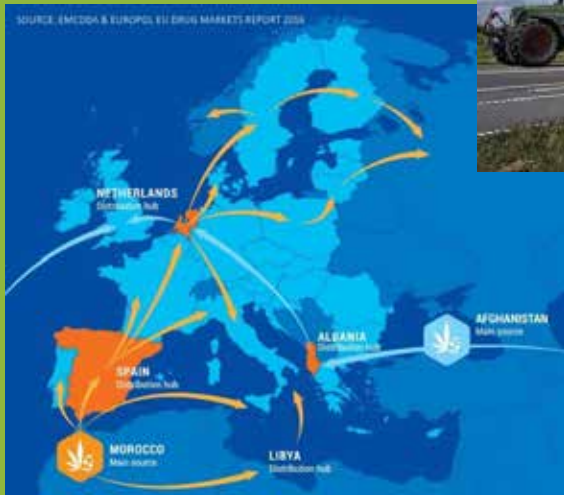 SOURCE: EMCDDA & EUROPOL EU DRUG MARKETS REPORT 2016
NETHERLANDS
Distribution hub
AFGHANISTAN
Main source
ALBANIA
Distribution hub
SPAIN
Distribution hub
MOROCCO
Main source
LIBYA
Distribution hub